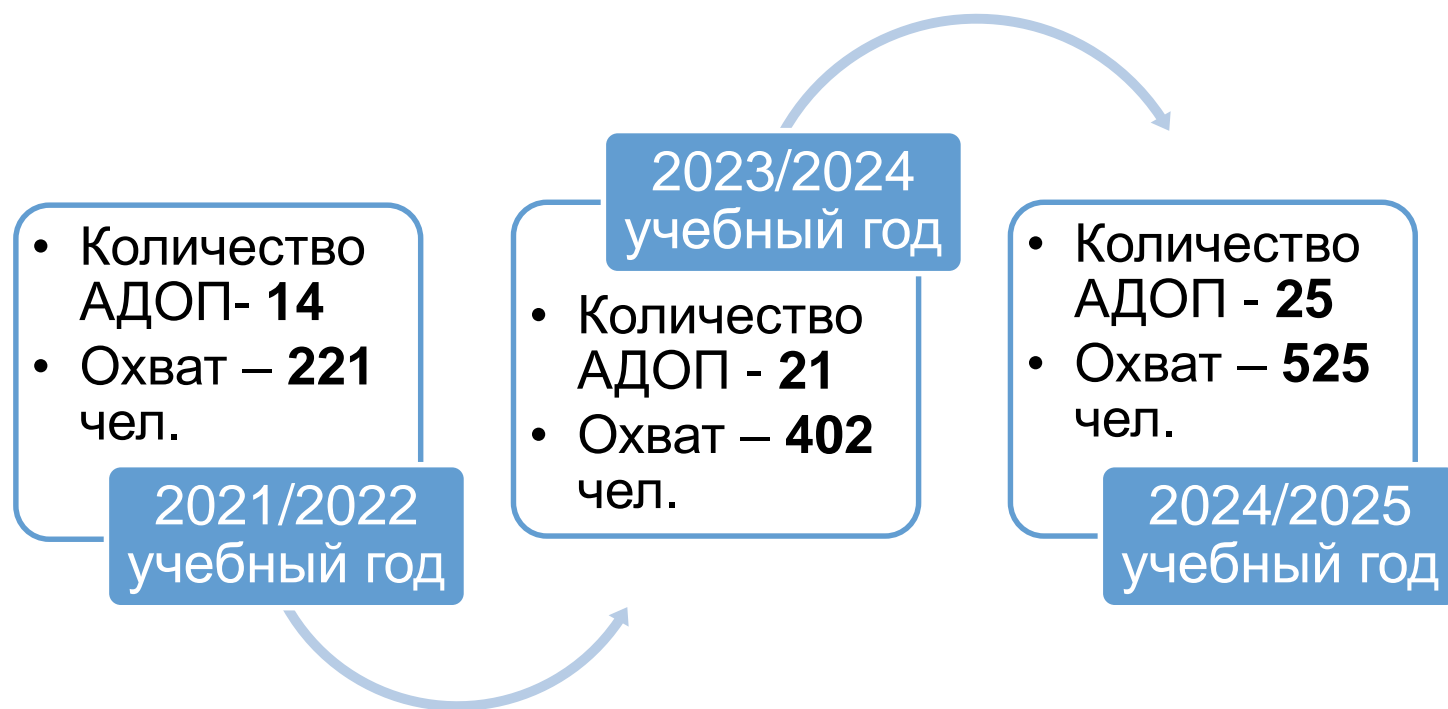 • Количество
АДОП- 14
• Охват – 221
чел.
2021/2022
учебный год
2023/2024
учебный год
• Количество
АДОП - 21
• Охват – 402
чел.
• Количество
АДОП - 25
• Охват – 525
чел.
2024/2025
учебный год